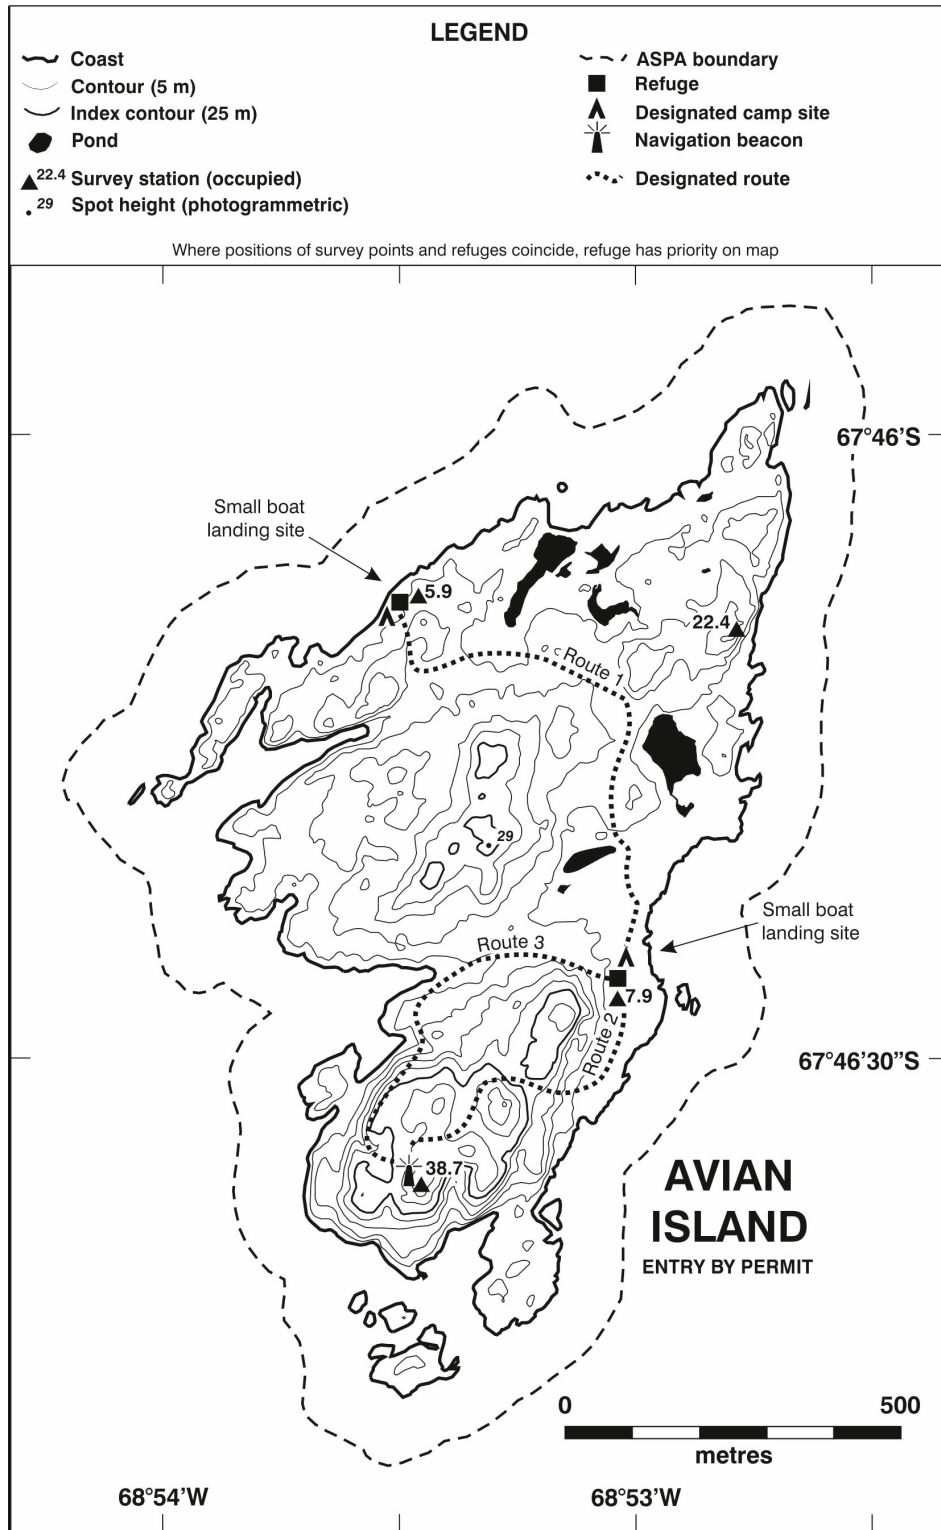 LEGEND
Coast
Contour (5 m)
Index contour (25 m)
Pond
22.4 Survey station (occupied)
29 Spot height (photogrammetric)
ASPA boundary
Refuge
Designated camp site
Navigation beacon
Designated route
Where positions of survey points and refuges coincide, refuge has priority on map
67°46’S
Small boat
landing site
5.9
22.4
Route 1
29
Small boat
landing site
Route 3
7.9
Route 2
67°46’30’’S
38.7
AVIAN
ISLAND
ENTRY BY PERMIT
0 500
metres
68°54’W 68°53’W